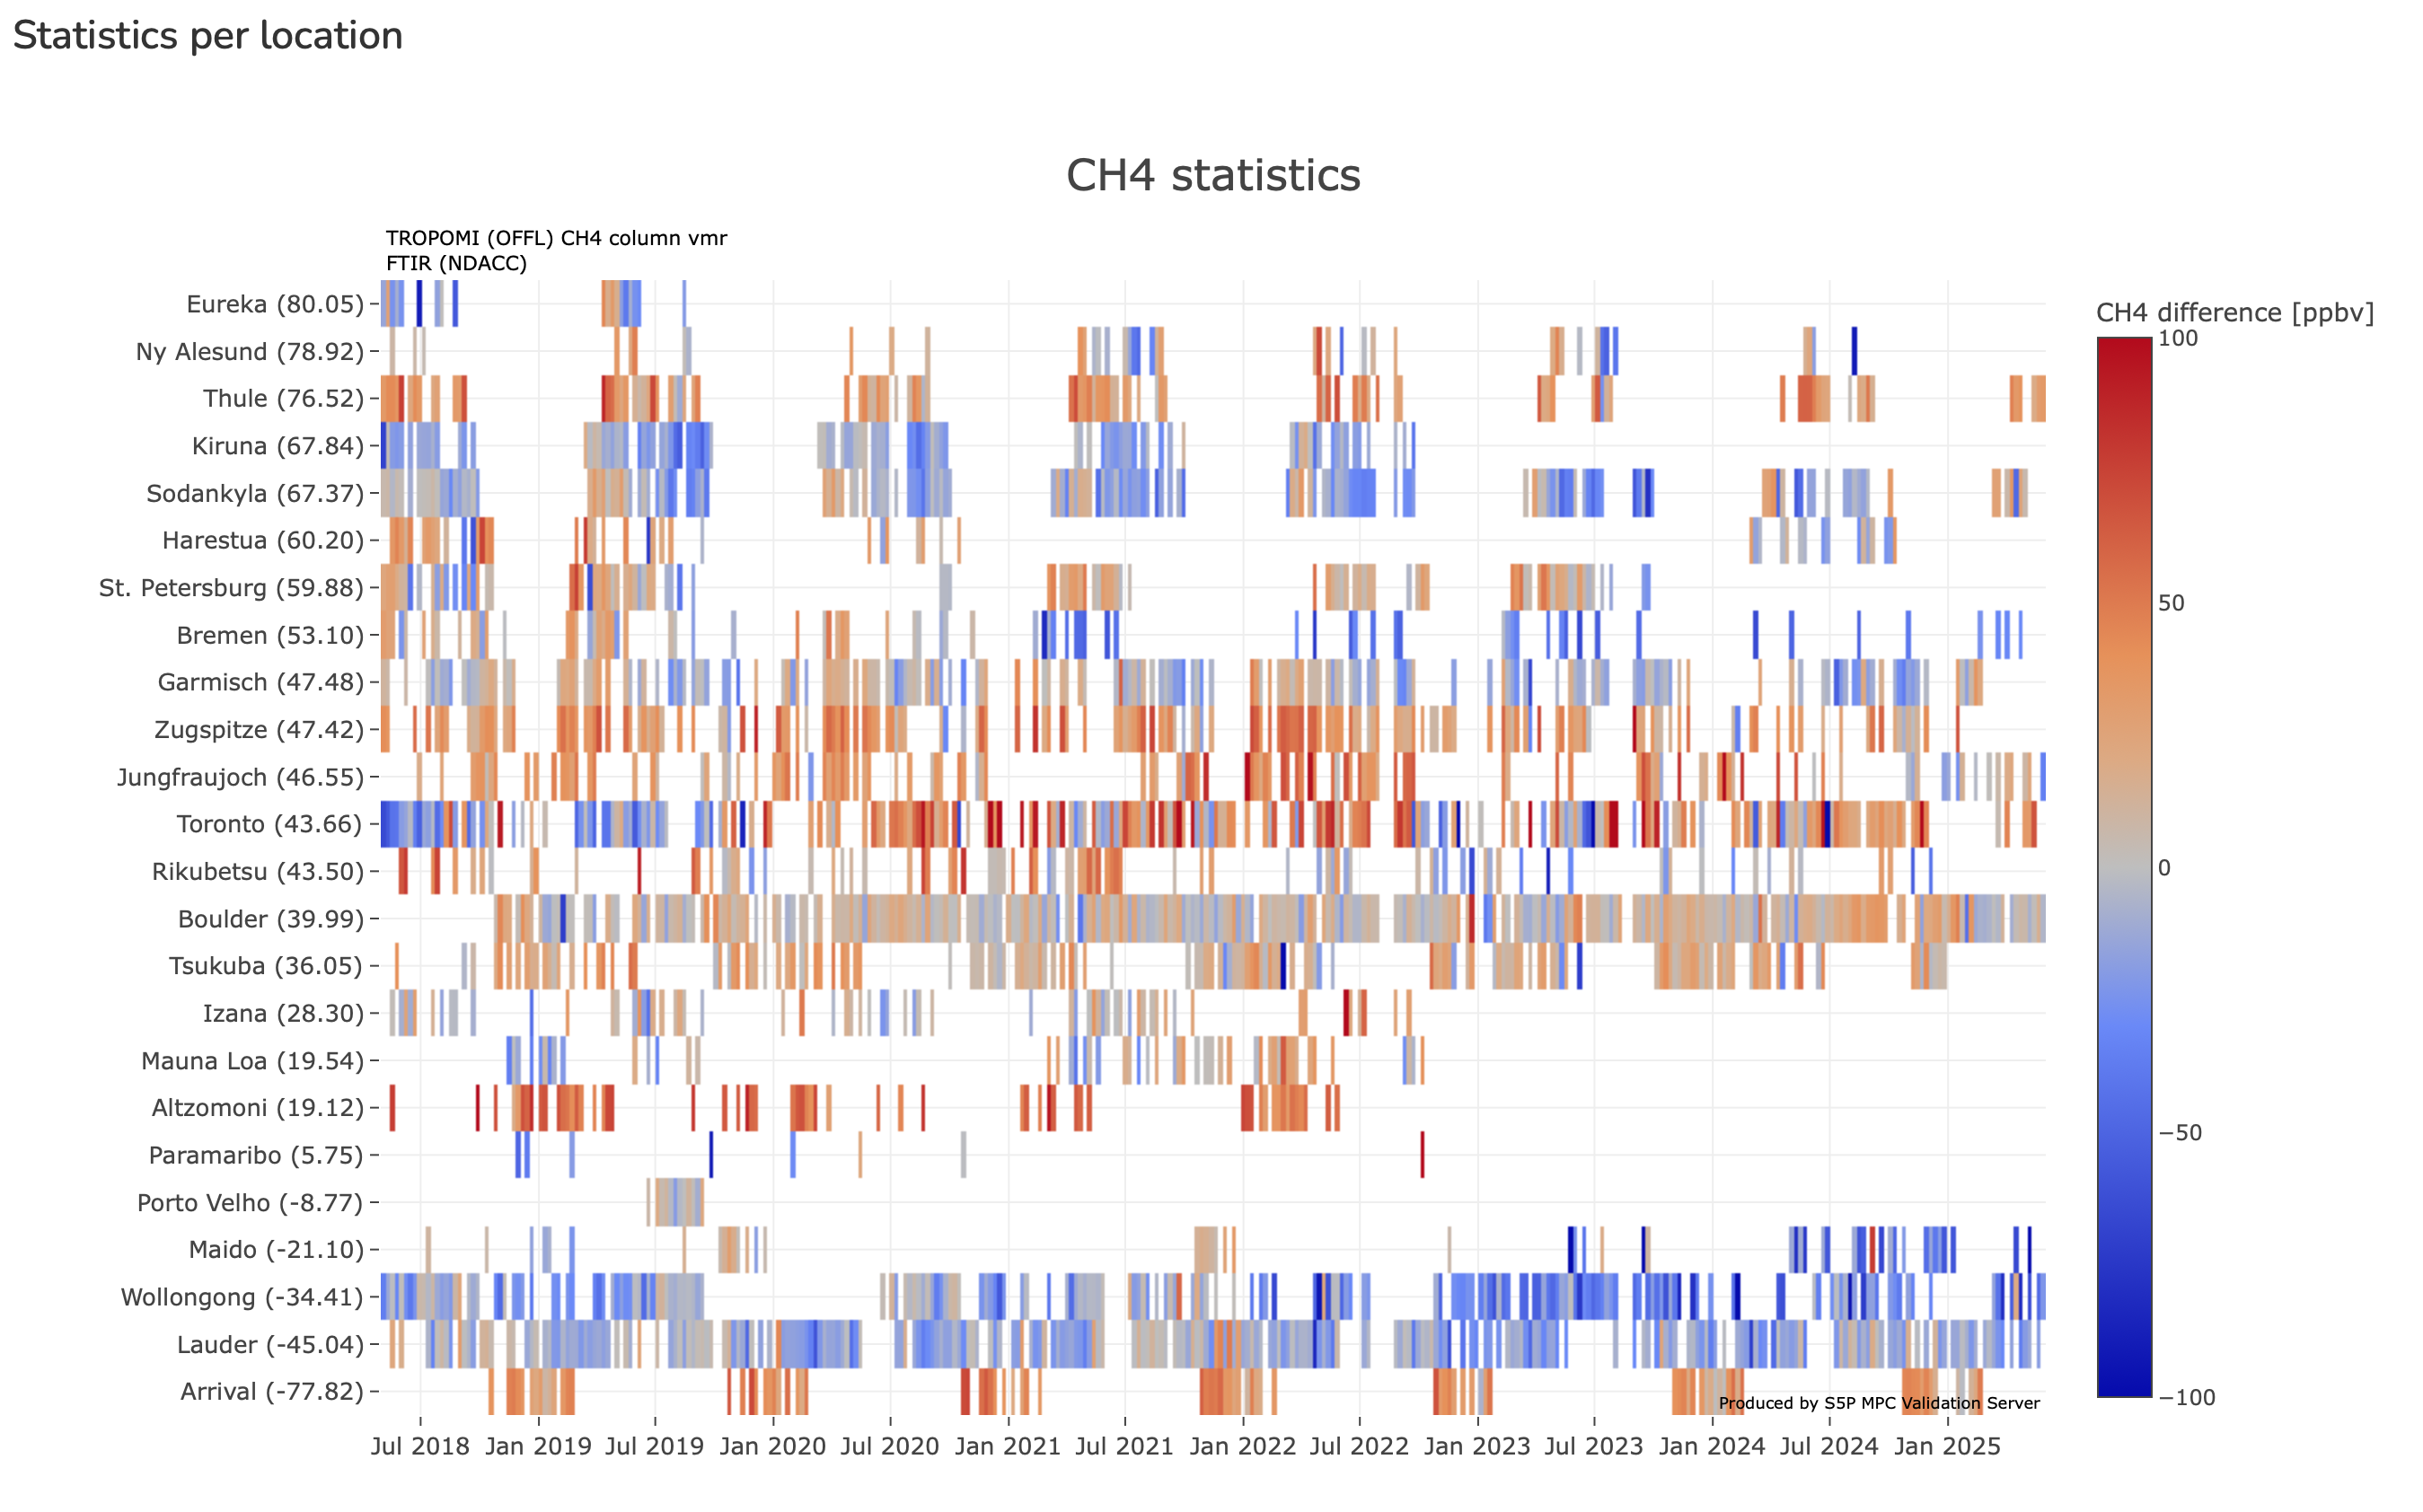 Statistics per location
CH4 statistics
TROPOMI (OFFL) CH4 column vmr
FTIR (NDACC)
CH4 difference [ppbv]
100
50
0
−50
−100
Eureka (80.05)
Ny Alesund (78.92)
Thule (76.52)
Kiruna (67.84)
Sodankyla (67.37)
Harestua (60.20)
St. Petersburg (59.88)
Bremen (53.10)
Garmisch (47.48)
Zugspitze (47.42)
Jungfraujoch (46.55)
Toronto (43.66)
Rikubetsu (43.50)
Boulder (39.99)
Tsukuba (36.05)
Izana (28.30)
Mauna Loa (19.54)
Altzomoni (19.12)
Paramaribo (5.75)
Porto Velho (-8.77)
Maido (-21.10)
Wollongong (-34.41)
Lauder (-45.04)
Arrival (-77.82)
Produced by S5P MPC Validation Server
Jul 2018 Jan 2019 Jul 2019 Jan 2020 Jul 2020 Jan 2021 Jul 2021 Jan 2022 Jul 2022 Jan 2023 Jul 2023 Jan 2024 Jul 2024 Jan 2025